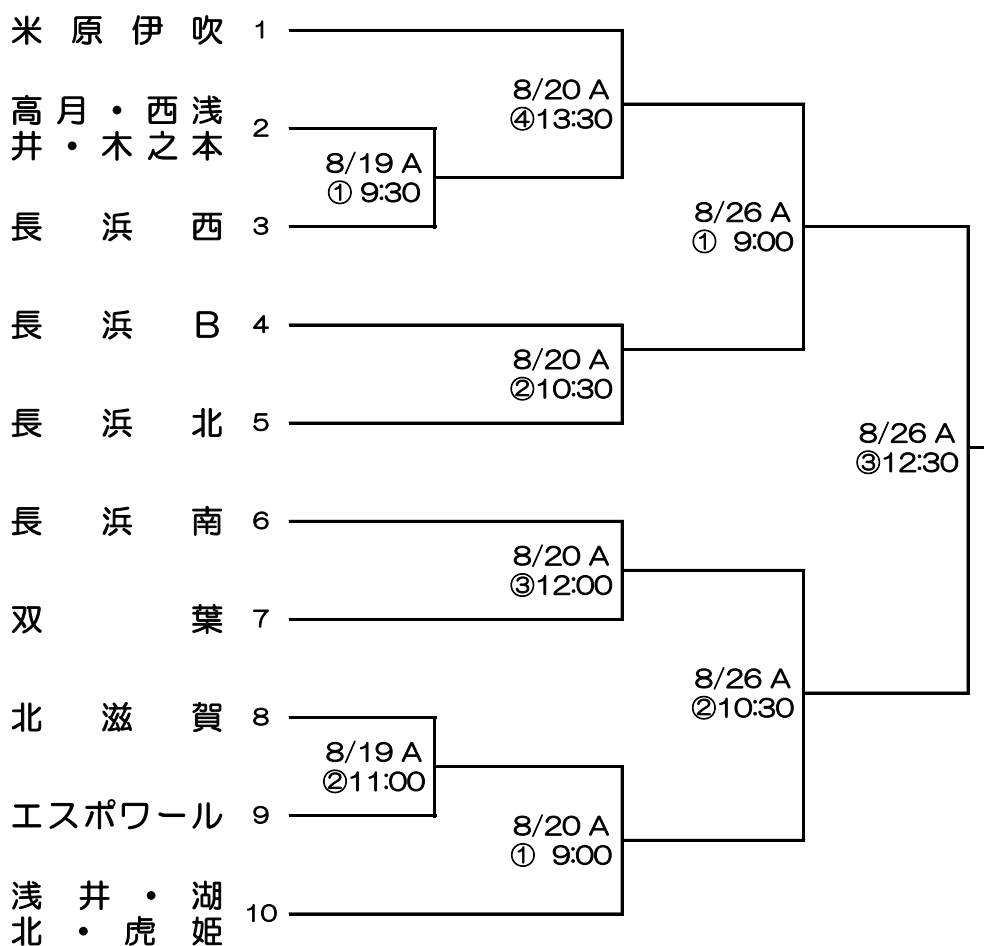 米原伊吹 1
8/20 A
④13:30
高月・西浅
井・木之本
2
8/19 A
① 9:30
長浜西 3
8/26 A
① 9:00
長浜B 4
8/20 A
②10:30
長浜北 5
8/26 A
③12:30
長浜南 6
8/20 A
③12:00
双葉 7
8/26 A
②10:30
北滋賀 8
8/19 A
②11:00
エスポワール 9
8/20 A
① 9:00
浅井・湖
北・虎姫
10